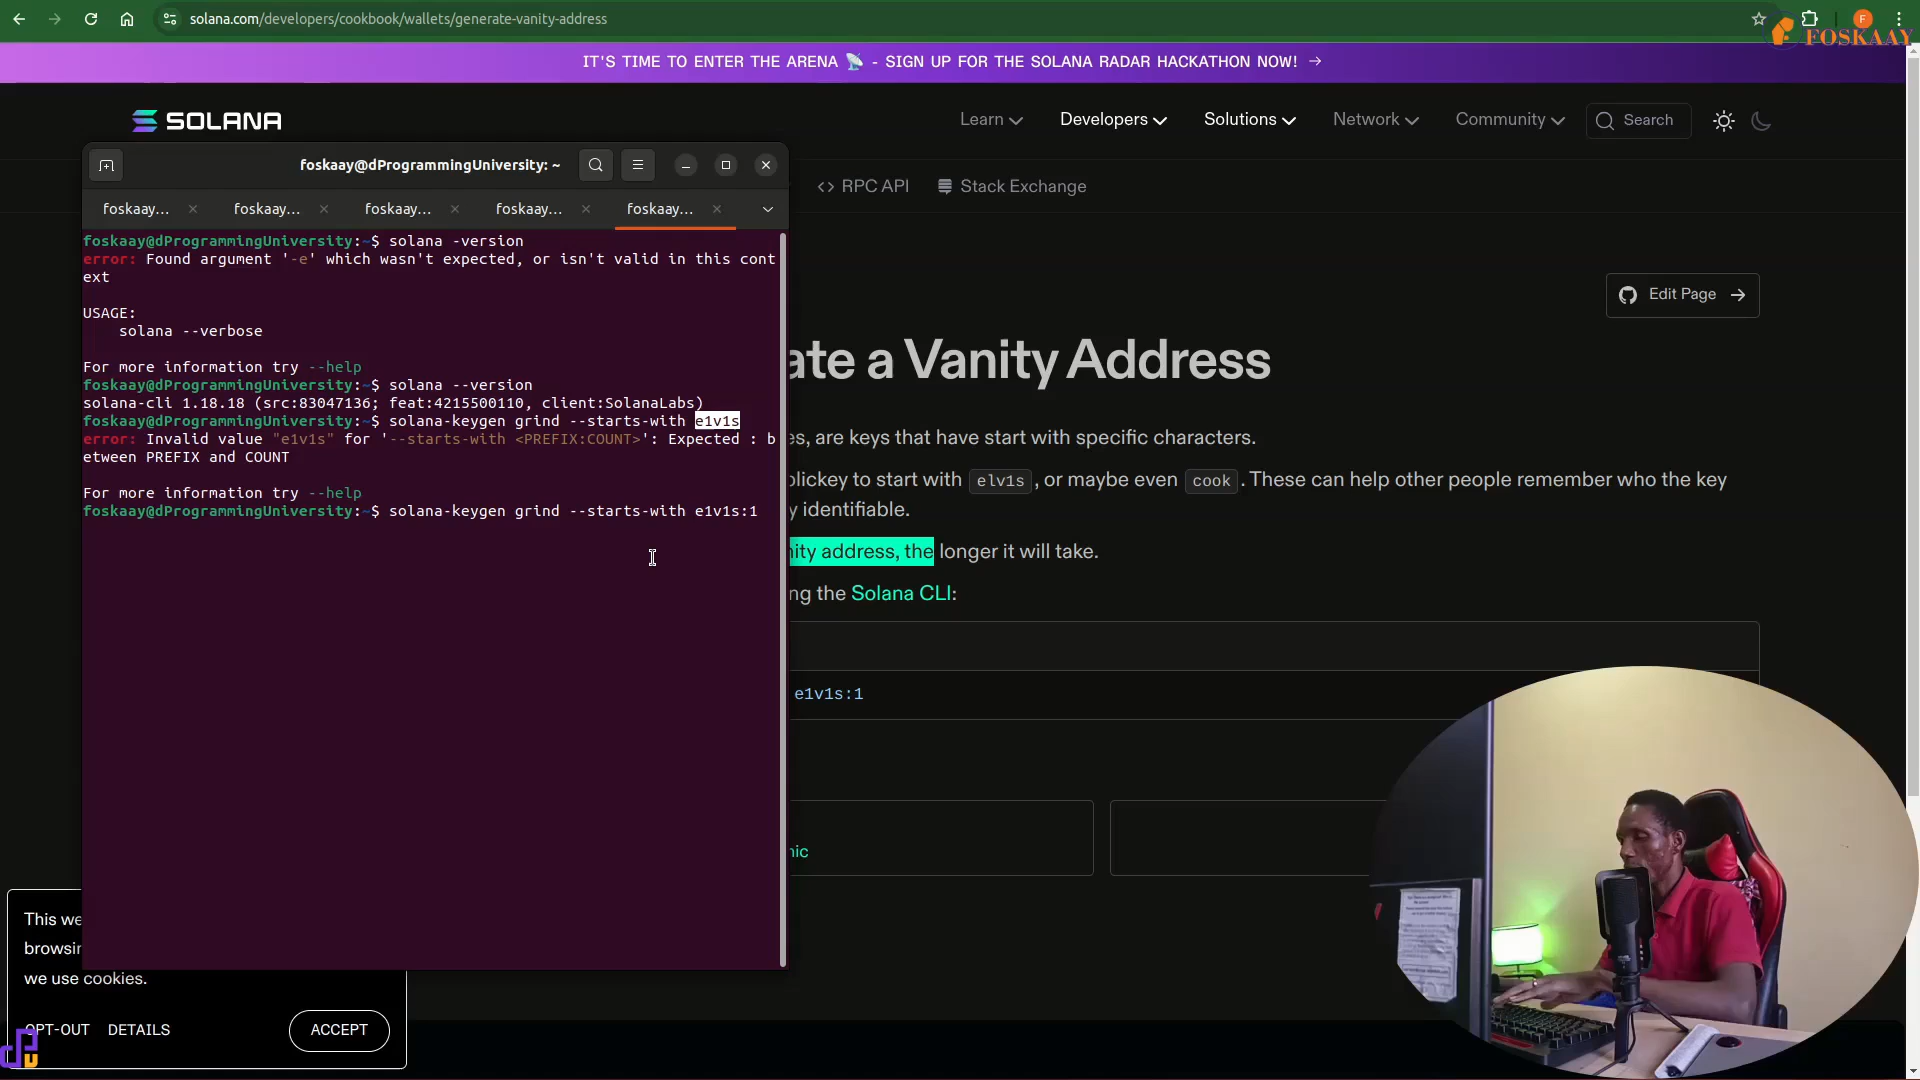 solana.com/developers/cookbook/wallets/generate-vanity-address
F
FOSKAAY
IT'S TIME TO ENTER THE ARENA 📡 - SIGN UP FOR THE SOLANA RADAR HACKATHON NOW! →
SOLANA
Learn
Developers
Solutions
Network
Community
Search
<> RPC API
Stack Exchange
foskaay@dProgrammingUniversity: ~
foskaay...
foskaay...
foskaay...
foskaay...
foskaay...
foskaay@dProgrammingUniversity:~$ solana -version
error: Found argument '-e' which wasn't expected, or isn't valid in this cont
ext
USAGE:
solana --verbose
For more information try --help
foskaay@dProgrammingUniversity:~$ solana --version
solana-cli 1.18.18 (src:83047136; feat:4215500110, client:SolanaLabs)
foskaay@dProgrammingUniversity:~$ solana-keygen grind --starts-with e1v1s
error: Invalid value "e1v1s" for '--starts-with <PREFIX:COUNT>': Expected : b
etween PREFIX and COUNT
For more information try --help
foskaay@dProgrammingUniversity:~$ solana-keygen grind --starts-with e1v1s:1
Edit Page →
ate a Vanity Address
es, are keys that have start with specific characters.
blickey to start with elv1s, or maybe even cook. These can help other people remember who the key
y identifiable.
nity address, the longer it will take.
ng the Solana CLI:
e1v1s:1
nic
This we
browsin
we use cookies.
OPT-OUT
DETAILS
ACCEPT